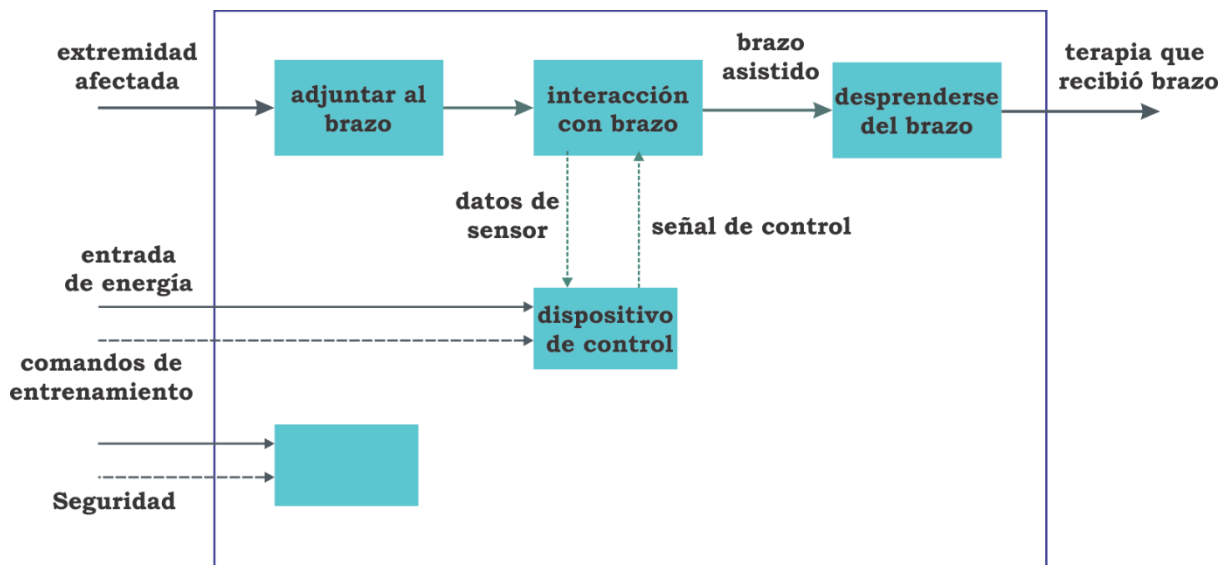 extremidad
afectada
adjuntar al
brazo
interacción
con brazo
brazo
asistido
desprenderse
del brazo
terapia que
recibió brazo
datos de
sensor
señal de control
entrada
de energía
dispositivo
de control
comandos de
entrenamiento
Seguridad